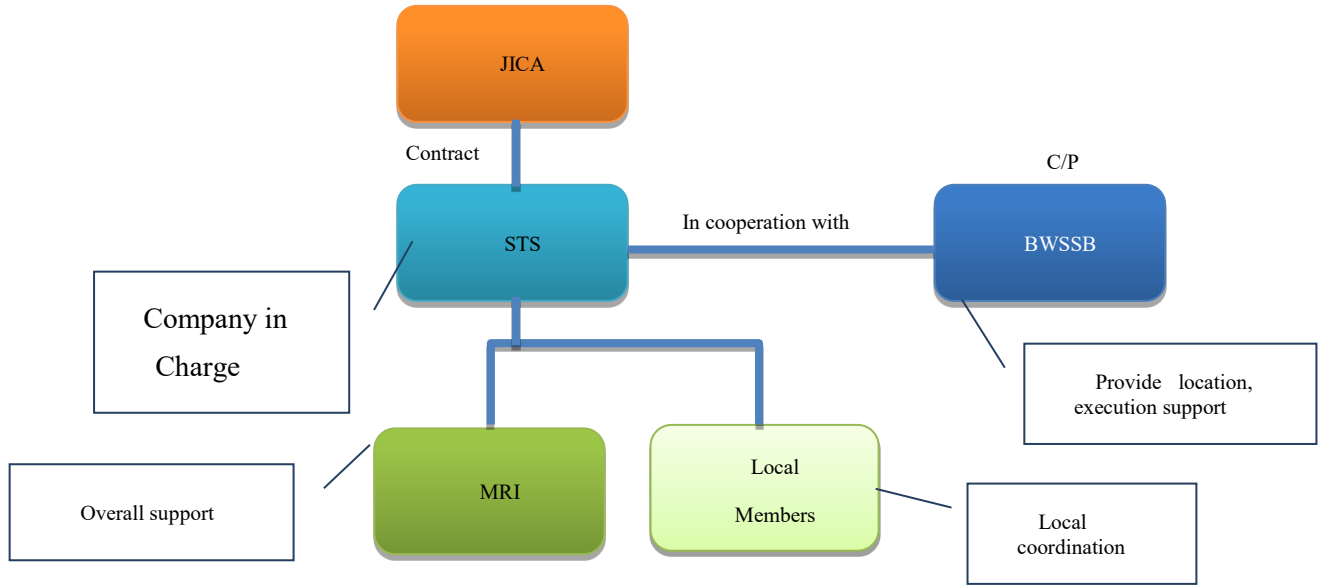 JICA
Contract
C/P
STS
In cooperation with
BWSSB
Company in
Charge
Provide location,
execution support
MRI
Local
Members
Overall support
Local
coordination